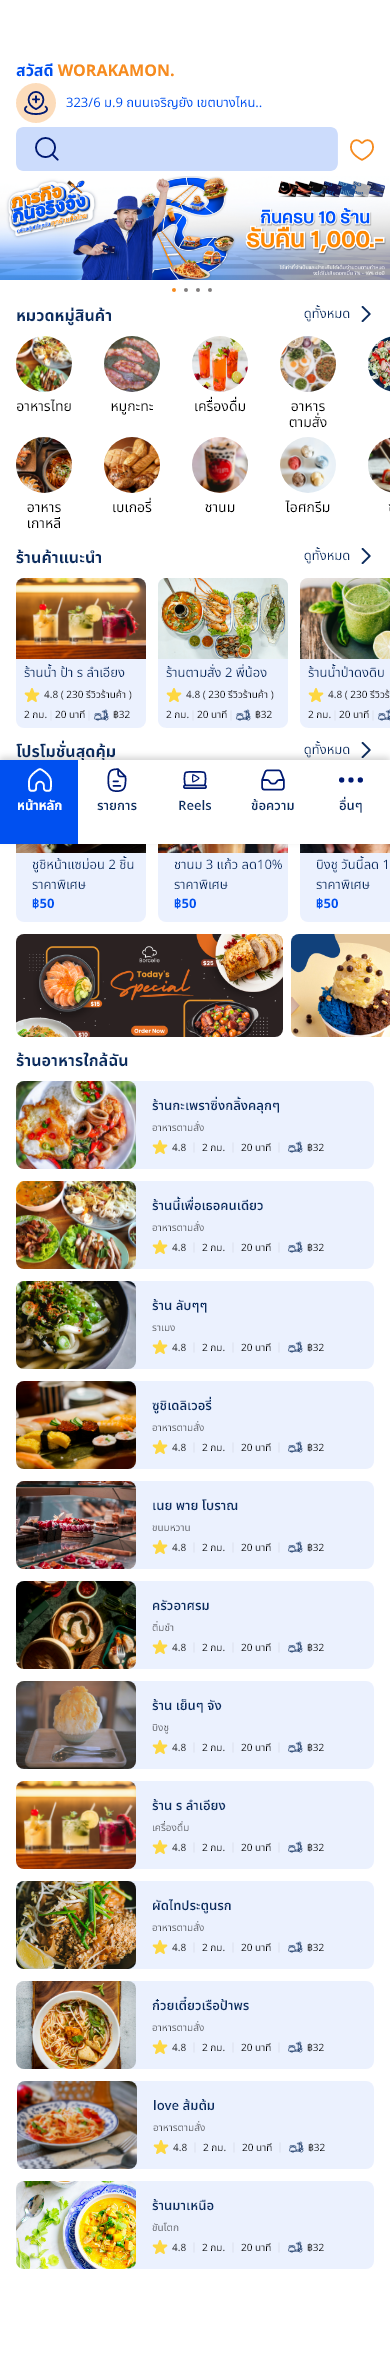 สวัสดี WORAKAMON.
323/6 ม.9 ถนนเจริญยัง เขตบางไหน..
ภารกิจ
กินจริงจัง
กินครบ 10 ร้าน
รับคืน 1,000.-
หมวดหมู่สินค้า
ดูทั้งหมด
อาหารไทย
หมูกะทะ
เครื่องดื่ม
อาหาร
ตามสั่ง
อาหาร
เกาหลี
เบเกอรี่
ชานม
ไอศกรีม
ร้านค้าแนะนำ
ดูทั้งหมด
ร้านน้ำ ป้า s ลำเอียง
4.8 ( 230 รีวิวร้านค้า )
2 กม. 20 นาที ฿32
ร้านตามสั่ง 2 พี่น้อง
4.8 ( 230 รีวิวร้านค้า )
2 กม. 20 นาที ฿32
ร้านน้ำป่าดงดิบ
4.8 ( 230 รีวิวร้
2 กม. 20 นาที
โปรโมชั่นสุดคุ้ม
ดูทั้งหมด
หน้าหลัก
รายการ
Reels
ข้อความ
อื่นๆ
ซูชิหน้าแซม่อน 2 ชิ้น
ราคาพิเศษ
฿50
ชานม 3 แก้ว ลด10%
ราคาพิเศษ
฿50
บิงซู วันนี้ลด 1
ราคาพิเศษ
฿50
Borcelle
Today's
Special
$15
$25
$10
Order Now
ร้านอาหารใกล้ฉัน
ร้านกะเพราซิ่งกลิ้งคลุกๆ
อาหารตามสั่ง
4.8 2 กม. 20 นาที ฿32
ร้านนี้เพื่อเธอคนเดียว
อาหารตามสั่ง
4.8 2 กม. 20 นาที ฿32
ร้าน ลับๆๆ
ราเมง
4.8 2 กม. 20 นาที ฿32
ซูชิเดลิเวอรี่
อาหารตามสั่ง
4.8 2 กม. 20 นาที ฿32
เนย พาย โบราณ
ขนมหวาน
4.8 2 กม. 20 นาที ฿32
ครัวอาศรม
ติ่มซำ
4.8 2 กม. 20 นาที ฿32
ร้าน เย็นๆ จัง
บิงซู
4.8 2 กม. 20 นาที ฿32
ร้าน s ลำเอียง
เครื่องดื่ม
4.8 2 กม. 20 นาที ฿32
ผัดไทประตูนรก
อาหารตามสั่ง
4.8 2 กม. 20 นาที ฿32
ก๋วยเตี๋ยวเรือป้าพร
อาหารตามสั่ง
4.8 2 กม. 20 นาที ฿32
love ส้มต้ม
อาหารตามสั่ง
4.8 2 กม. 20 นาที ฿32
ร้านมาเหนือ
ขันโตก
4.8 2 กม. 20 นาที ฿32